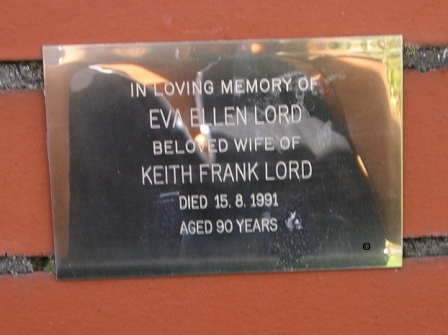 IN LOVING MEMORY OF
EVA ELLEN LORD
BELOVED WIFE OF
KEITH FRANK LORD
DIED 15. 8. 1991
AGED 90 YEARS
©